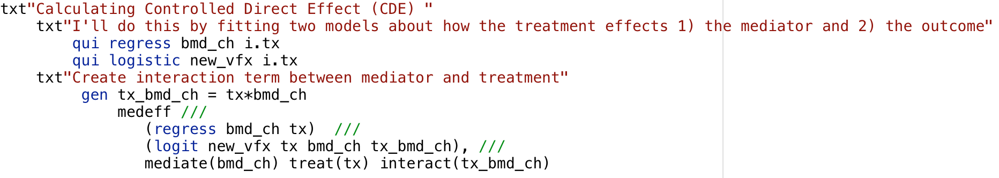 txt"Calculating Controlled Direct Effect (CDE) "
txt"I'll do this by fitting two models about how the treatment effects 1) the mediator and 2) the outcome"
qui regress bmd_ch i.tx
qui logistic new_vfx i.tx
txt"Create interaction term between mediator and treatment"
gen tx_bmd_ch = tx*bmd_ch
medeff ///
(regress bmd_ch tx)  ///
(logit new_vfx tx bmd_ch tx_bmd_ch), ///
mediate(bmd_ch) treat(tx) interact(tx_bmd_ch)